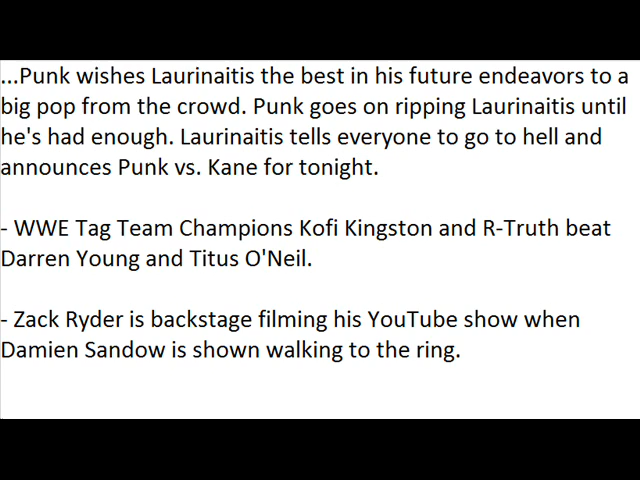 ...Punk wishes Laurinaitis the best in his future endeavors to a
big pop from the crowd. Punk goes on ripping Laurinaitis until
he's had enough. Laurinaitis tells everyone to go to hell and
announces Punk vs. Kane for tonight.
- WWE Tag Team Champions Kofi Kingston and R-Truth beat
Darren Young and Titus O'Neil.
- Zack Ryder is backstage filming his YouTube show when
Damien Sandow is shown walking to the ring.